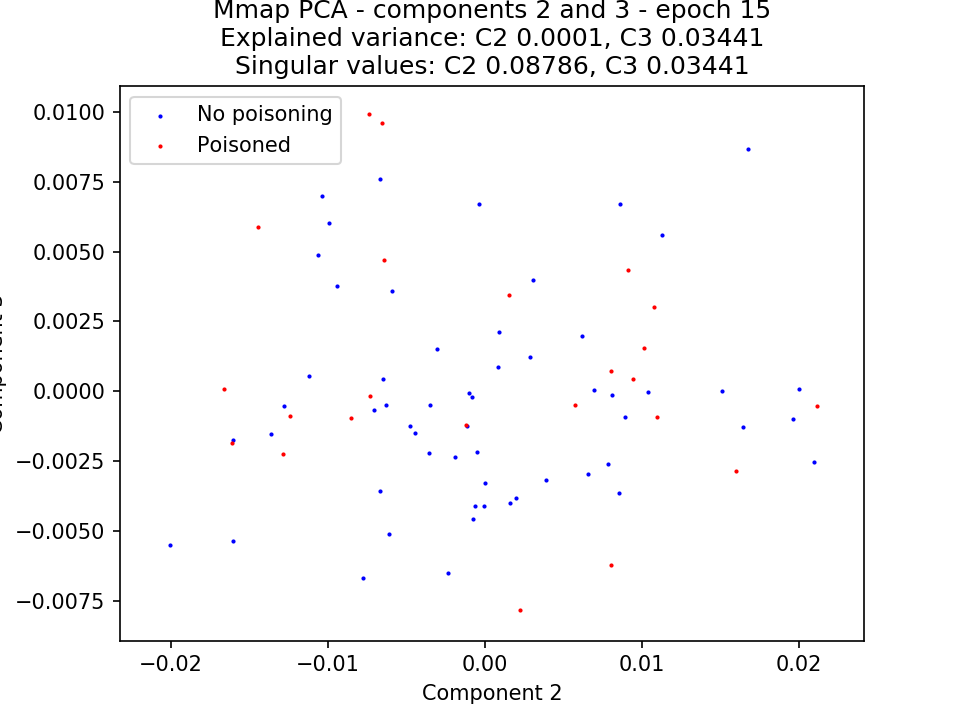 Mmap PCA - components 2 and 3 - epoch 15
Explained variance: C2 0.0001, C3 0.03441
Singular values: C2 0.08786, C3 0.03441
No poisoning
Poisoned
0.0100
0.0075
0.0050
0.0025
0.0000
−0.0025
−0.0050
−0.0075
−0.02
−0.01
0.00
0.01
0.02
Component 2